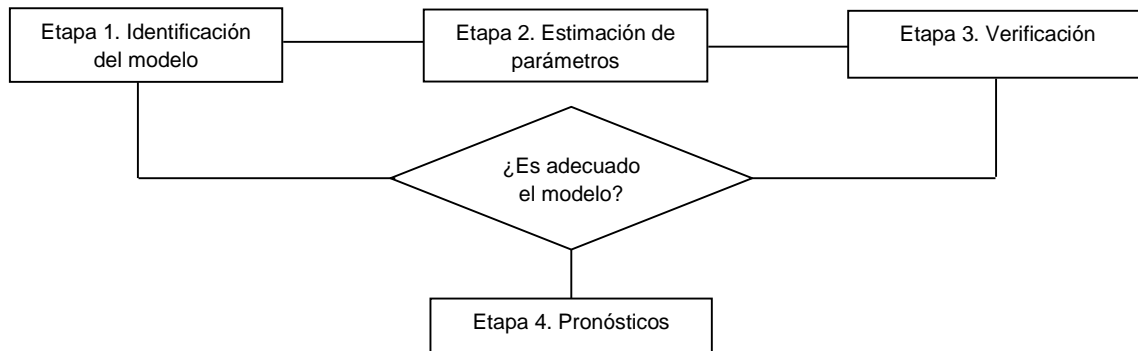 Etapa 1. Identificación
del modelo
Etapa 2. Estimación de
parámetros
Etapa 3. Verificación
¿Es adecuado
el modelo?
Etapa 4. Pronósticos